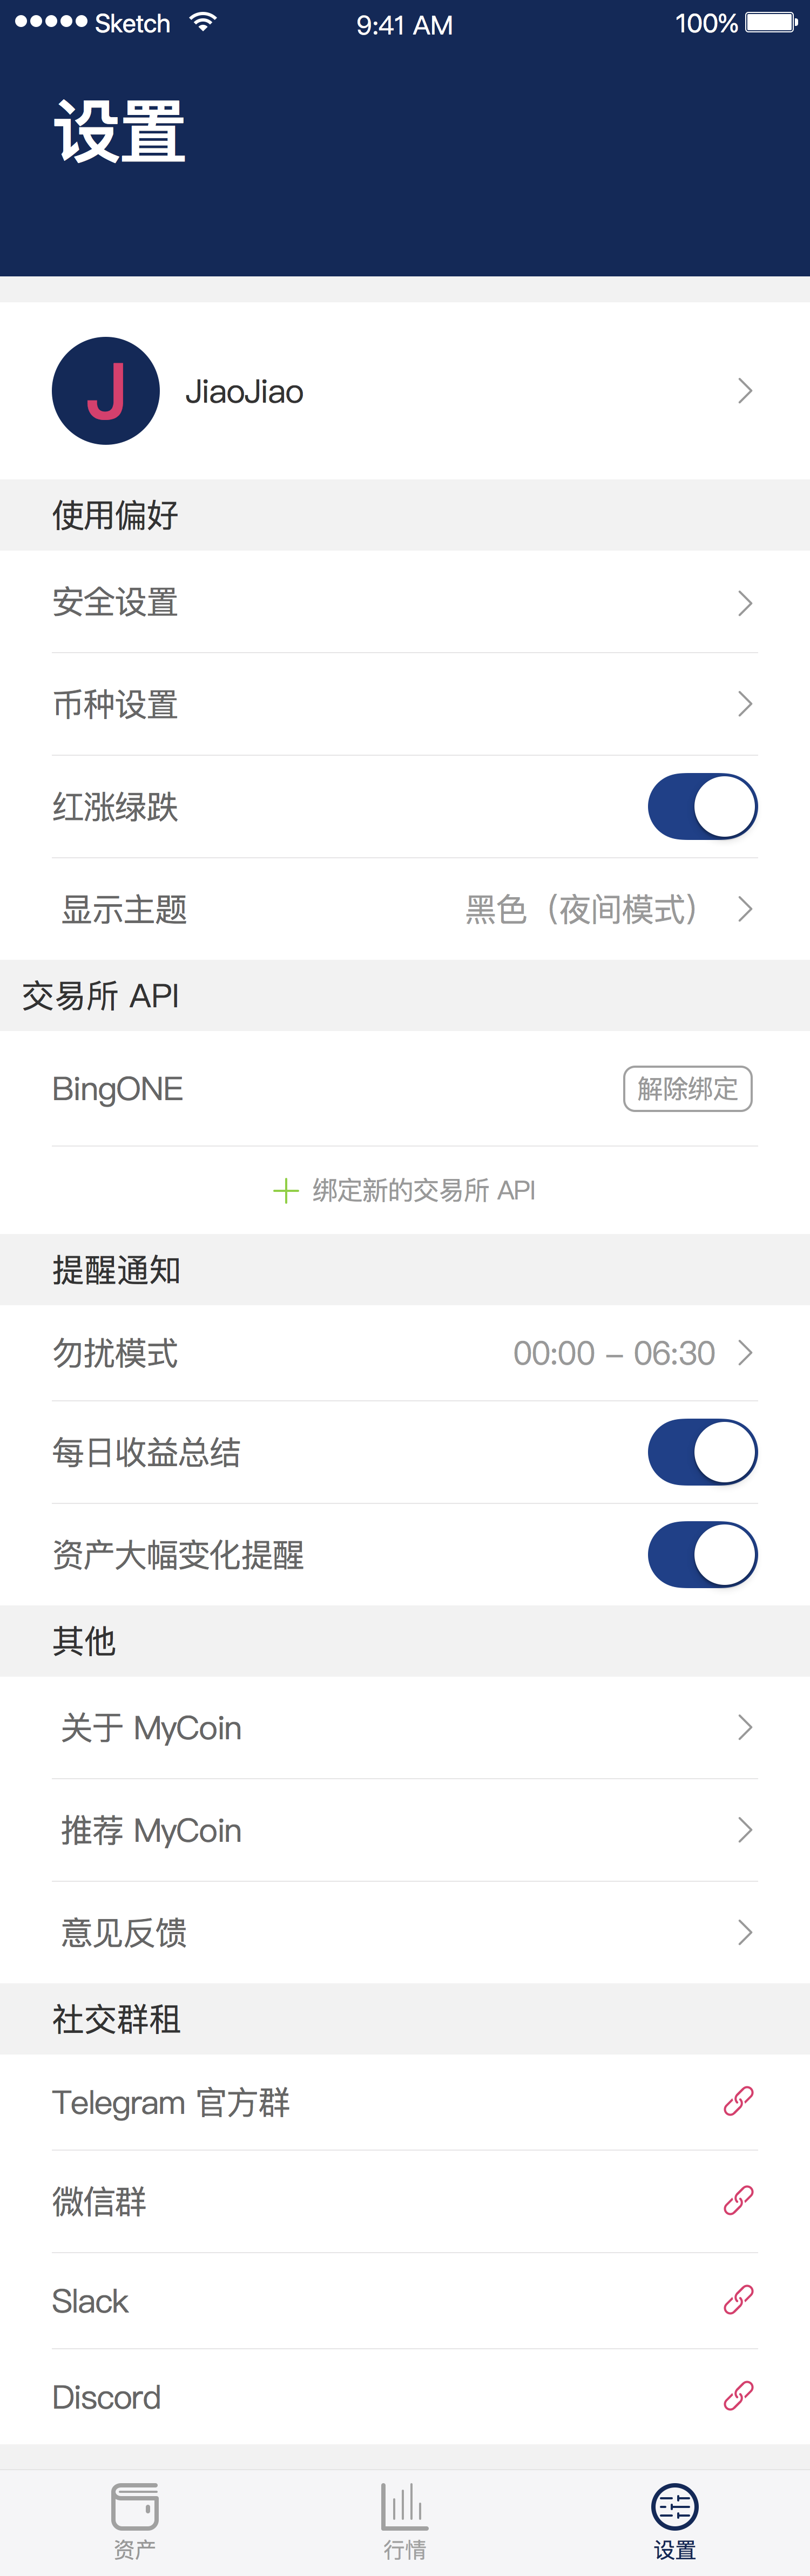 Sketch 9:41 AM 100%
设置
J JiaoJiao
使用偏好
安全设置
币种设置
红涨绿跌
显示主题 黑色（夜间模式）
交易所 API
BingONE 解除绑定
绑定新的交易所 API
提醒通知
勿扰模式 00:00 – 06:30
每日收益总结
资产大幅变化提醒
其他
关于 MyCoin
推荐 MyCoin
意见反馈
社交群租
Telegram 官方群
微信群
Slack
Discord
资产 行情 设置